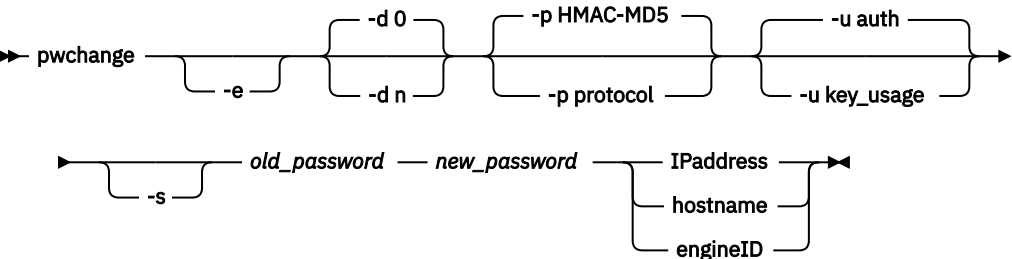 -d 0 -p HMAC-MD5 -u auth
pwchange
-e -d n -p protocol -u key_usage
old_password new_password IPaddress
-s hostname
engineID